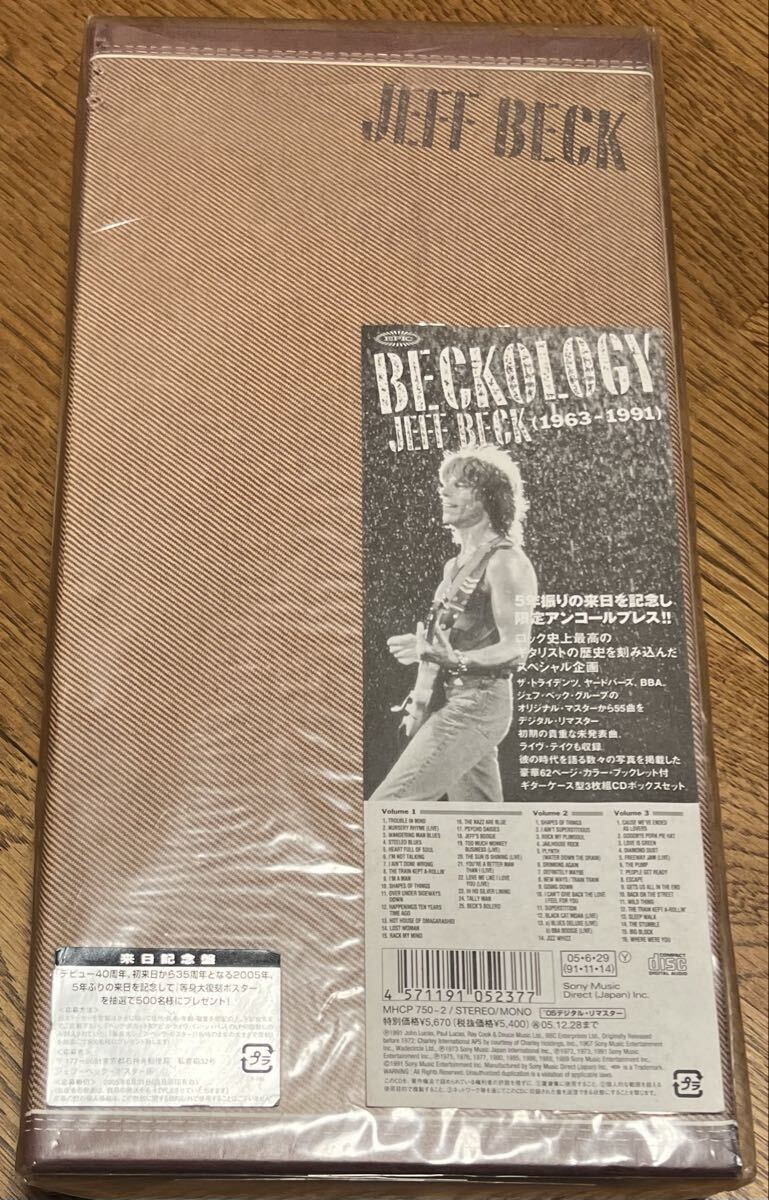 JEFF BECK
EPIC
BECKOLOGY
JEFF BECK (1963-1991)
5年振りの来日を記念し
限定アンコールプレス!!
ロック史上最高の
ギタリストの歴史を刻み込んだ
スペシャル企画
ザ・トライデンツ、ヤードバーズ、BBA、
ジェフ・ベック・グループの
オリジナル・マスターから55曲を
デジタル・リマスター
初期の貴重な未発表曲、
ライヴ・テイクも収録
彼の時代を語る数々の写真を掲載した
豪華62ページ・カラー・ブックレット付
ギターケース型3枚組CDボックスセット
Volume 1
1. TROUBLE IN MIND
2. NURSERY RHYME (LIVE)
3. WANDERING MAN BLUES
4. STEELED BLUES
5. HEART FULL OF SOUL
6. I'M NOT TALKING
7. I AIN'T DONE WRONG
8. THE TRAIN KEPT A-ROLLIN'
9. I'M A MAN
10. SHAPES OF THINGS
11. OVER UNDER SIDEWAYS
DOWN
12. HAPPENINGS TEN YEARS
TIME AGO
13. HOT HOUSE OF OMAGARASHID
14. LOST WOMAN
15. RACK MY MIND
16. THE NAZZ ARE BLUE
17. PSYCHO DAISIES
18. JEFF'S BOOGIE
19. TOO MUCH MONKEY
BUSINESS (LIVE)
20. THE SUN IS SHINING (LIVE)
21. YOU'RE A BETTER MAN
THAN I (LIVE)
22. LOVE ME LIKE I LOVE
YOU (LIVE)
23. HI HO SILVER LINING
24. TALLY MAN
25. BECK'S BOLERO
Volume 2
1. SHAPES OF THINGS
2. I AIN'T SUPERSTITIOUS
3. ROCK MY PLIMSOUL
4. JAILHOUSE ROCK
5. PLYNTH
(WATER DOWN THE DRAIN)
6. DRINKING AGAIN
7. DEFINITELY MAYBE
8. NEW WAYS / TRAIN TRAIN
9. GOING DOWN
10. I CAN'T GIVE BACK THE LOVE
I FEEL FOR YOU
11. SUPERSTITION
12. BLACK CAT MOAN (LIVE)
13. a) BLUES DELUXE (LIVE)
b) BBA BOOGIE (LIVE)
14. JIZZ WHIZZ
Volume 3
1. CAUSE WE'VE ENDED
AS LOVERS
2. GOODBYE PORK PIE HAT
3. LOVE IS GREEN
4. DIAMOND DUST
5. FREEWAY JAM (LIVE)
6. THE PUMP
7. PEOPLE GET READY
8. ESCAPE
9. GETS US ALL IN THE END
10. BACK ON THE STREET
11. WILD THING
12. THE TRAIN KEPT A-ROLLIN'
13. SLEEP WALK
14. THE STUMBLE
15. BIG BLOCK
16. WHERE WERE YOU
4 571191 052377
05・6・29
(91・11・14)
Y
COMPACT
disc
DIGITAL AUDIO
Sony Music
Direct (Japan) Inc.
MHCP 750~2 / STEREO/MONO
'05デジタル・リマスター
特別価格¥5,670 (税抜価格¥5,400) 再05.12.28まで
プラ
来日記念盤
デビュー40周年、初来日から35周年となる2005年、
5年ぶりの来日を記念して「等身大復刻ポスター」
を抽選で500名様にプレゼント!
プラ